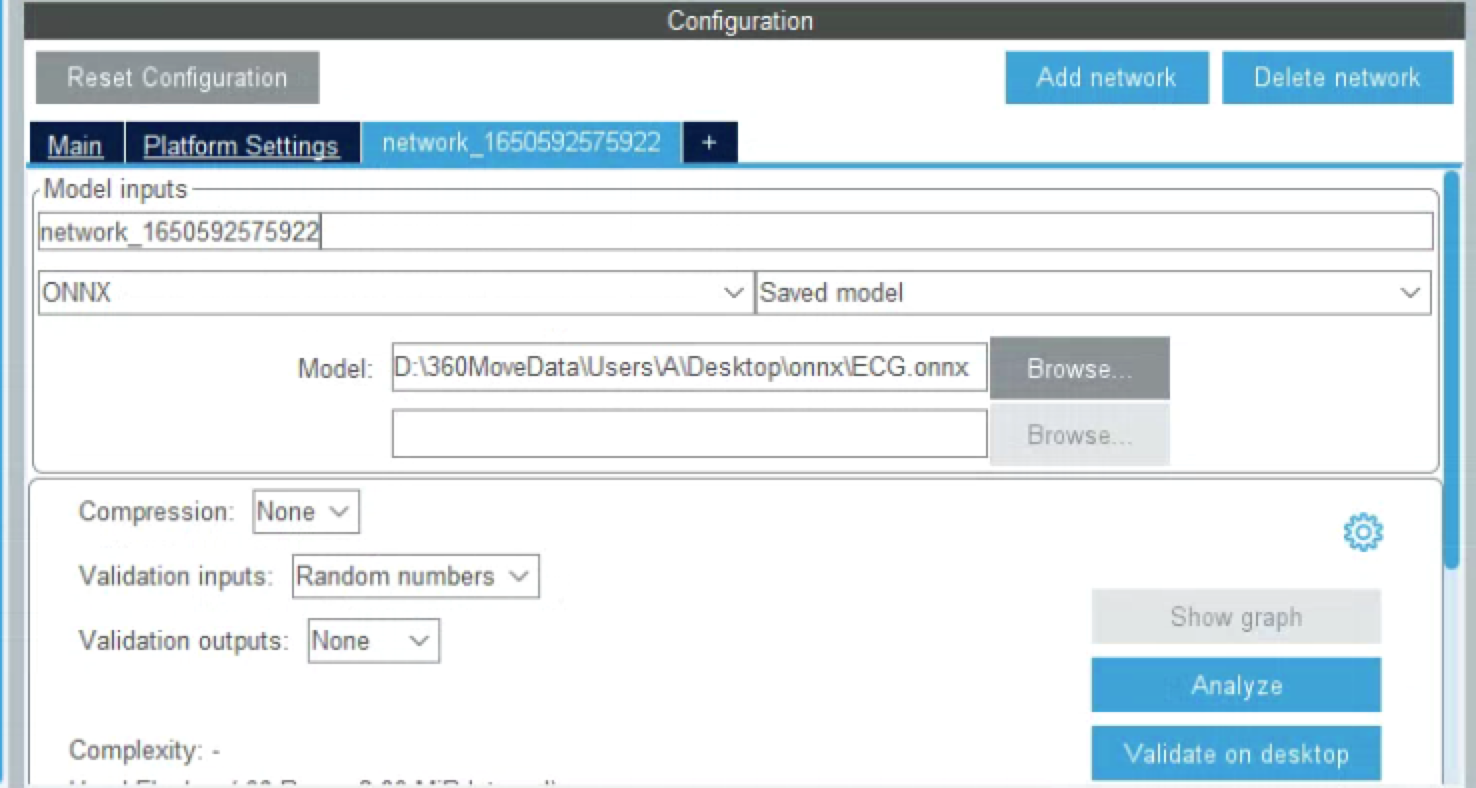 Configuration
Reset Configuration
Add network
Delete network
Main
Platform Settings
network_1650592575922
+
Model inputs
network_1650592575922
ONNX
Saved model
Model: D:\360MoveData\Users\A\Desktop\onnx\ECG.onnx Browse...
Browse...
Compression: None
Validation inputs: Random numbers
Validation outputs: None
Show graph
Analyze
Complexity: -
Validate on desktop